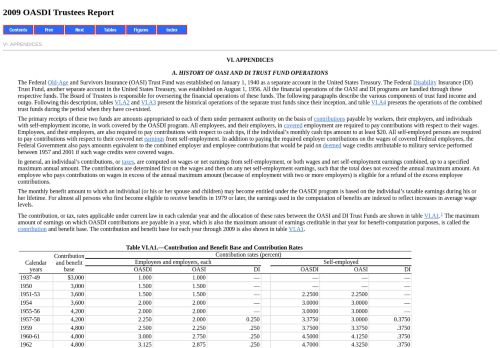 2009 OASDI Trustees Report
Contents Prev Next Tables Figures Index
VI. APPENDICES
VI. APPENDICES
A. HISTORY OF OASI AND DI TRUST FUND OPERATIONS
The Federal Old-Age and Survivors Insurance (OASI) Trust Fund was established on January 1, 1940 as a separate account in the United States Treasury. The Federal Disability Insurance (DI)
Trust Fund, another separate account in the United States Treasury, was established on August 1, 1956. All the financial operations of the OASI and DI programs are handled through these
respective funds. The Board of Trustees is responsible for overseeing the financial operations of these funds. The following paragraphs describe the various components of trust fund income and
outgo. Following this description, tables VI.A2 and VI.A3 present the historical operations of the separate trust funds since their inception, and table VI.A4 presents the operations of the combined
trust funds during the period when they have co-existed.
The primary receipts of these two funds are amounts appropriated to each of them under permanent authority on the basis of contributions payable by workers, their employers, and individuals
with self-employment income, in work covered by the OASDI program. All employees, and their employers, in covered employment are required to pay contributions with respect to their wages.
Employees, and their employers, are also required to pay contributions with respect to cash tips, if the individual's monthly cash tips amount to at least $20. All self-employed persons are required
to pay contributions with respect to their covered net earnings from self-employment. In addition to paying the required employer contributions on the wages of covered Federal employees, the
Federal Government also pays amounts equivalent to the combined employer and employee contributions that would be paid on deemed wage credits attributable to military service performed
between 1957 and 2001 if such wage credits were covered wages.
In general, an individual's contributions, or taxes, are computed on wages or net earnings from self-employment, or both wages and net self-employment earnings combined, up to a specified
maximum annual amount. The contributions are determined first on the wages and then on any net self-employment earnings, such that the total does not exceed the annual maximum amount. An
employee who pays contributions on wages in excess of the annual maximum amount (because of employment with two or more employers) is eligible for a refund of the excess employee
contributions.
The monthly benefit amount to which an individual (or his or her spouse and children) may become entitled under the OASDI program is based on the individual's taxable earnings during his or
her lifetime. For almost all persons who first become eligible to receive benefits in 1979 or later, the earnings used in the computation of benefits are indexed to reflect increases in average wage
levels.
The contribution, or tax, rates applicable under current law in each calendar year and the allocation of these rates between the OASI and DI Trust Funds are shown in table VI.A1.1 The maximum
amount of earnings on which OASDI contributions are payable in a year, which is also the maximum amount of earnings creditable in that year for benefit-computation purposes, is called the
contribution and benefit base. The contribution and benefit base for each year through 2009 is also shown in table VI.A1.
Table VI.A1.—Contribution and Benefit Base and Contribution Rates
Calendar years Contribution and benefit base Contribution rates (percent)
Employees and employers, each Self-employed
OASDI OASI DI OASDI OASI DI
1937-49 $3,000 1.000 1.000 — — — —
1950 3,000 1.500 1.500 — — — —
1951-53 3,600 1.500 1.500 — 2.2500 2.2500 —
1954 3,600 2.000 2.000 — 3.0000 3.0000 —
1955-56 4,200 2.000 2.000 — 3.0000 3.0000 —
1957-58 4,200 2.250 2.000 0.250 3.3750 3.0000 0.3750
1959 4,800 2.500 2.250 .250 3.7500 3.3750 .3750
1960-61 4,800 3.000 2.750 .250 4.5000 4.1250 .3750
1962 4,800 3.125 2.875 .250 4.7000 4.3250 .3750